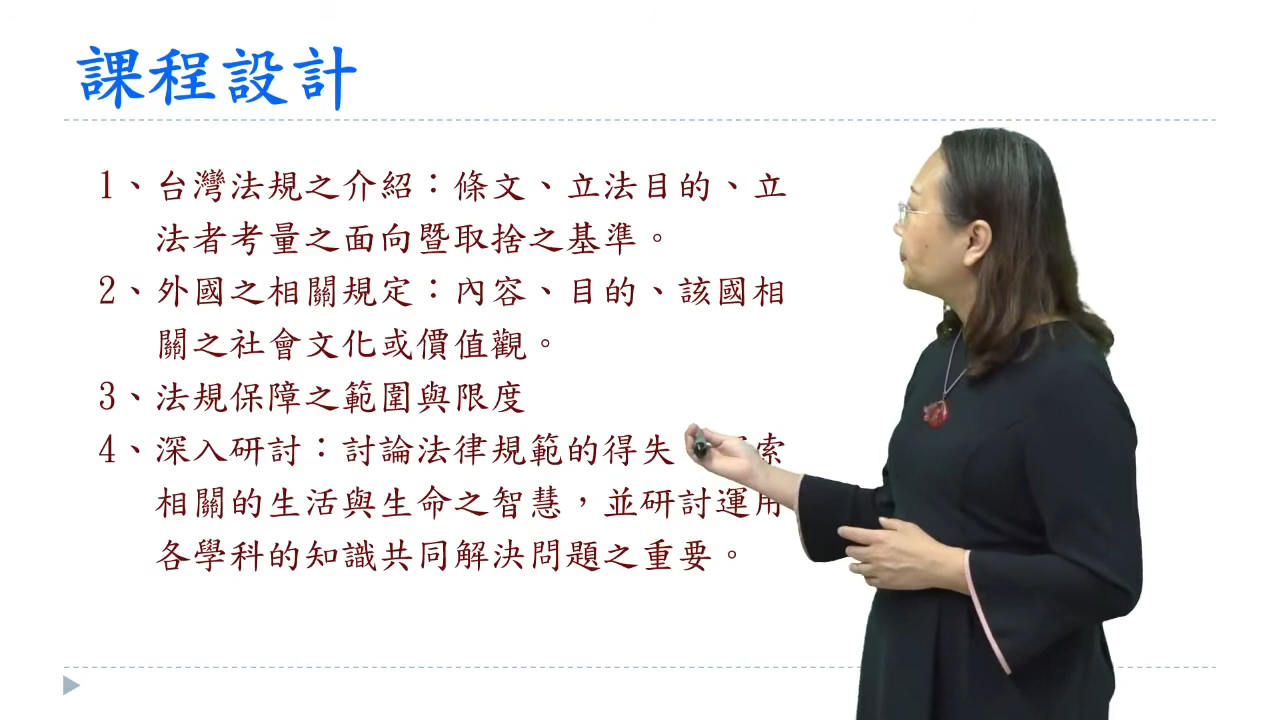 課程設計
1、台灣法規之介紹：條文、立法目的、立
法者考量之面向暨取捨之基準。
2、外國之相關規定：內容、目的、該國相
關之社會文化或價值觀。
3、法規保障之範圍與限度
4、深入研討：討論法律規範的得失 索
相關的生活與生命之智慧，並研討運用
各學科的知識共同解決問題之重要。